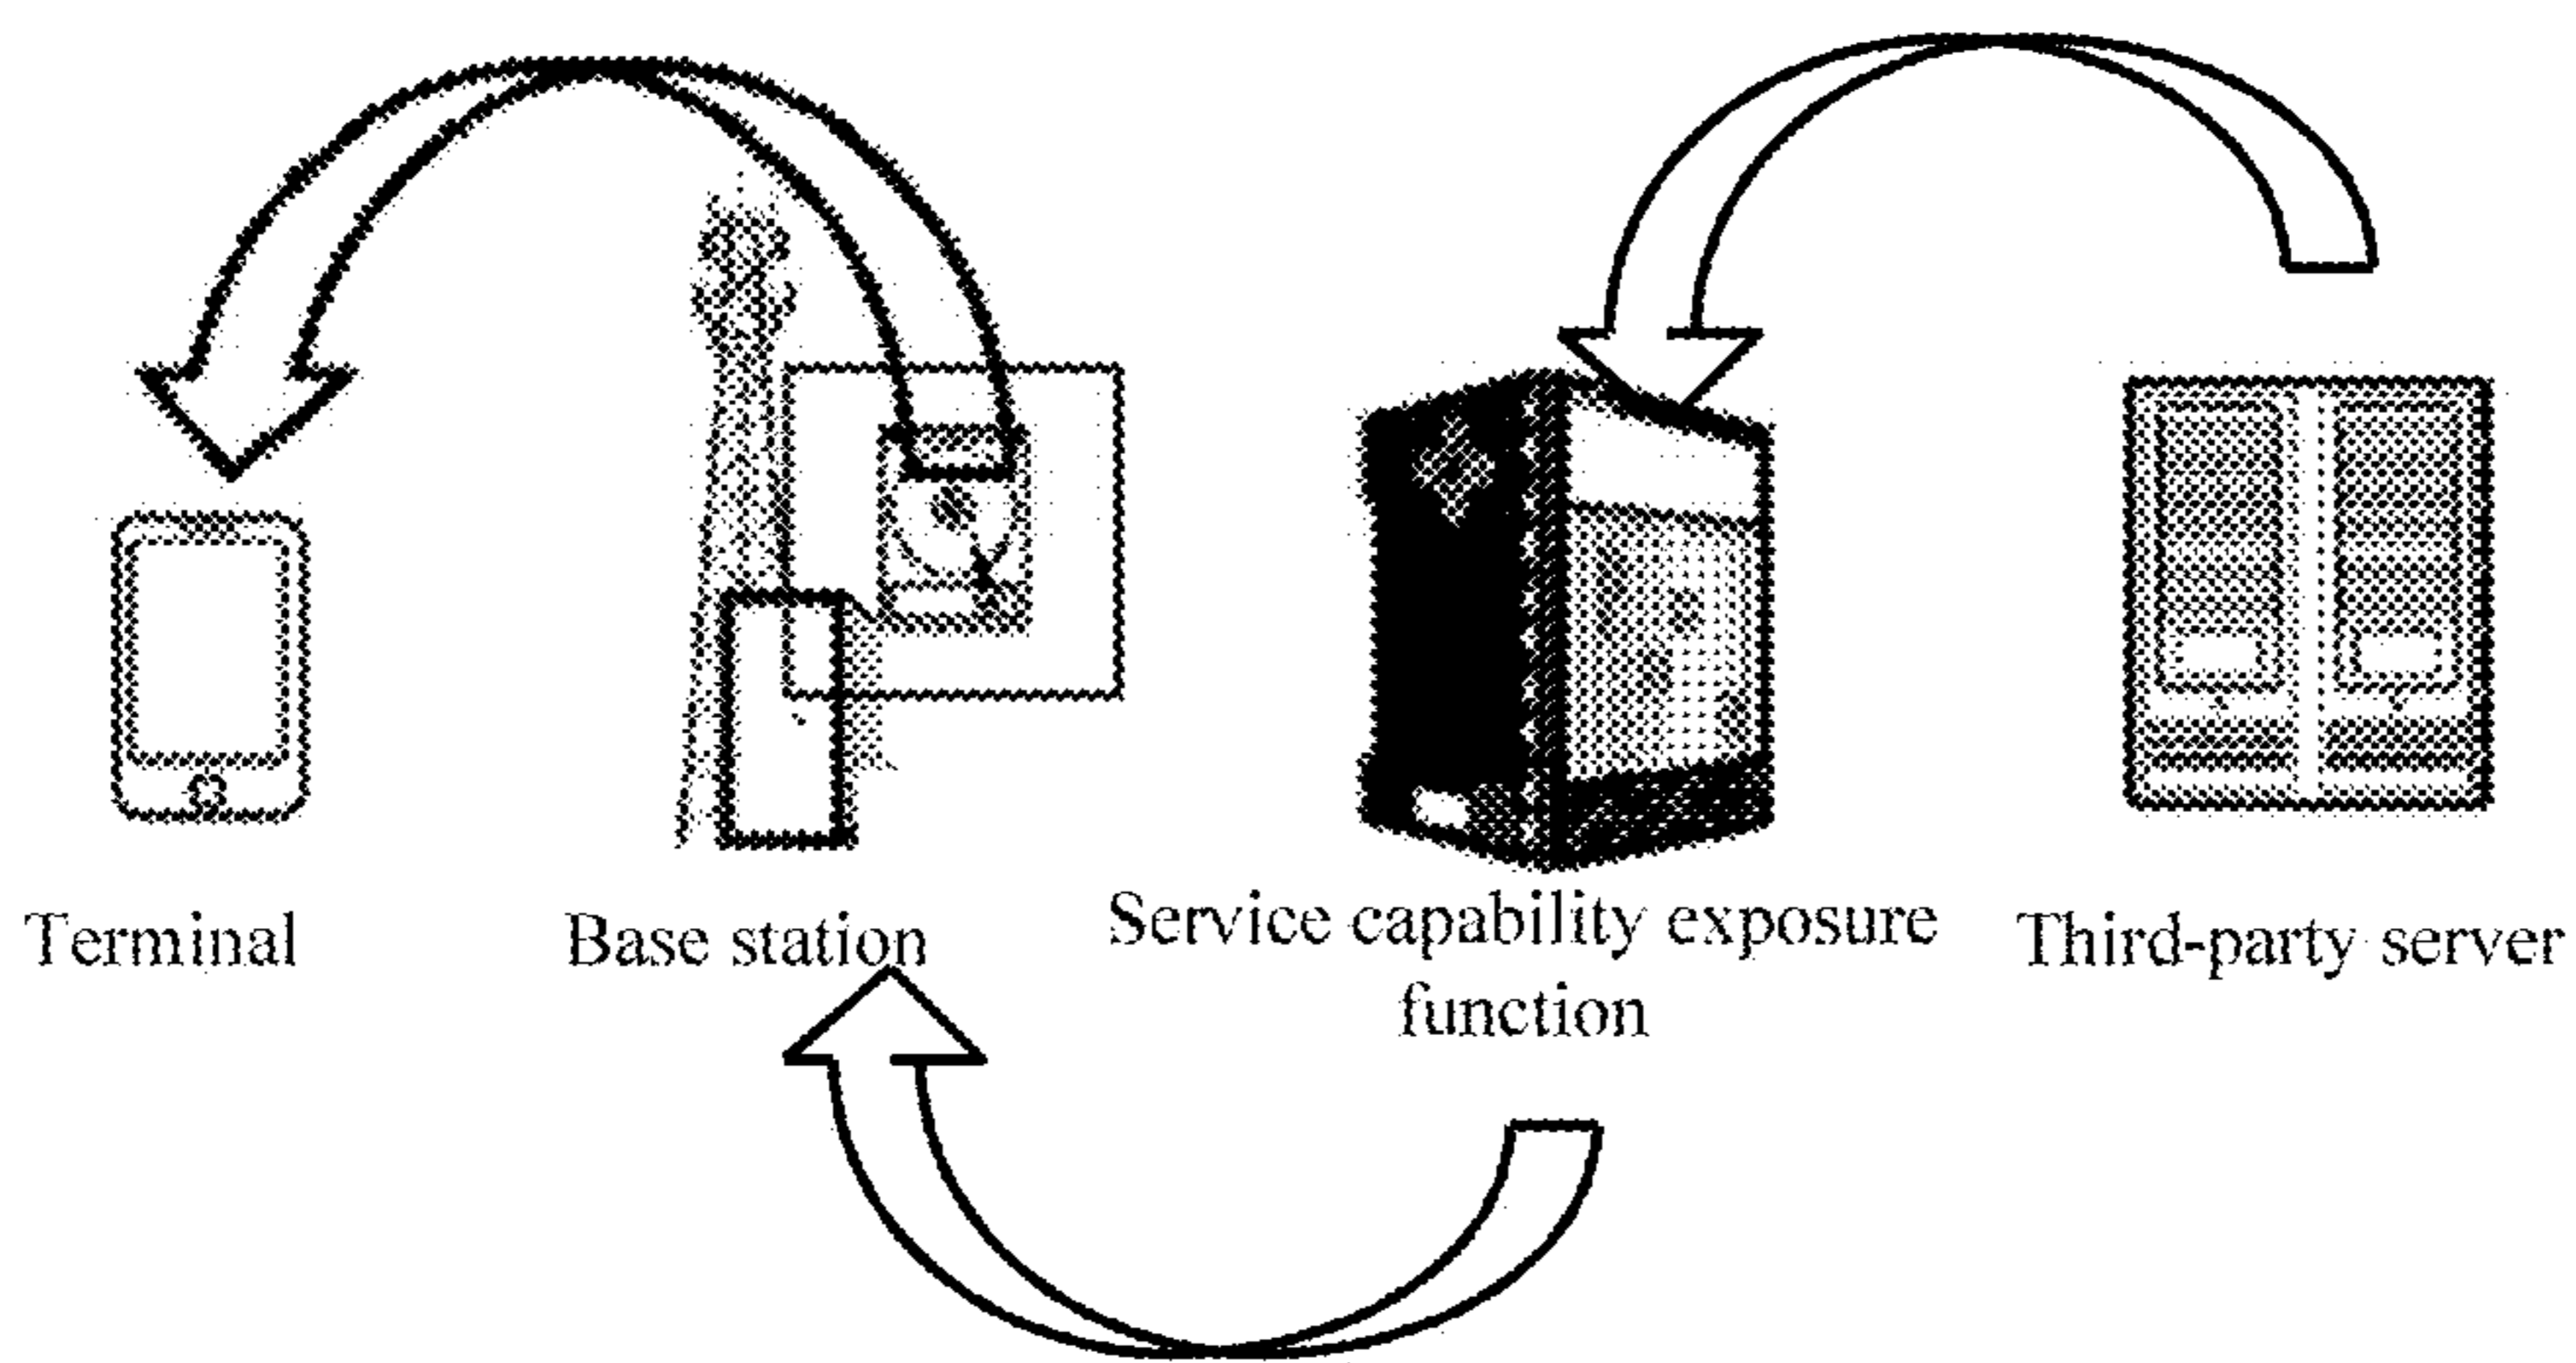 Terminal
Base station
Service capability exposure
function
Third-party server